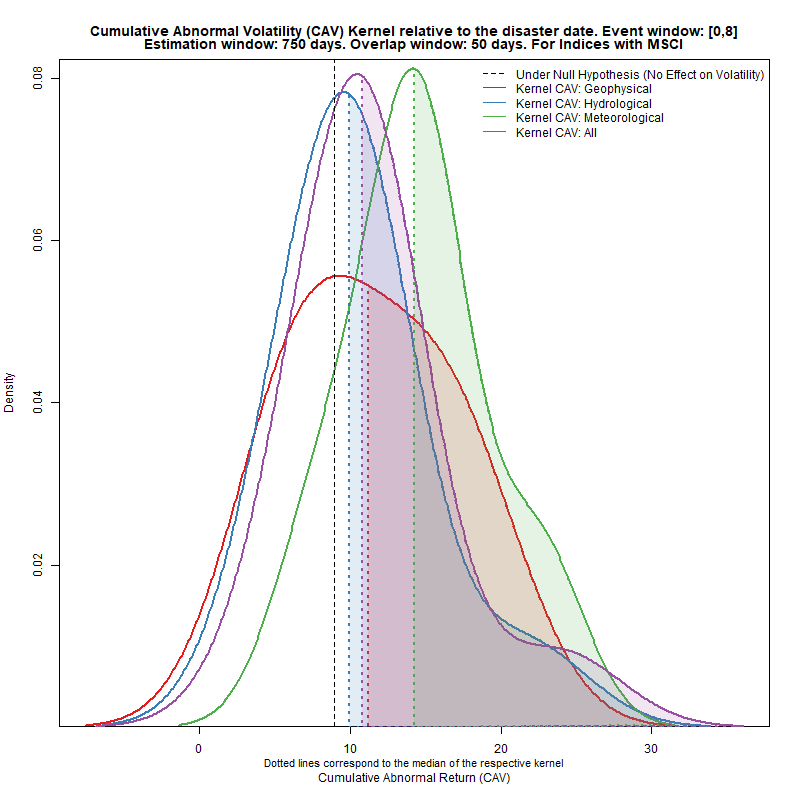 Cumulative Abnormal Volatility (CAV) Kernel relative to the disaster date. Event window: [0,8]
Estimation window: 750 days. Overlap window: 50 days. For Indices with MSCI
Under Null Hypothesis (No Effect on Volatility)
Kernel CAV: Geophysical
Kernel CAV: Hydrological
Kernel CAV: Meteorological
Kernel CAV: All
Density
0.08
0.06
0.04
0.02
0 10 20 30
Dotted lines correspond to the median of the respective kernel
Cumulative Abnormal Return (CAV)